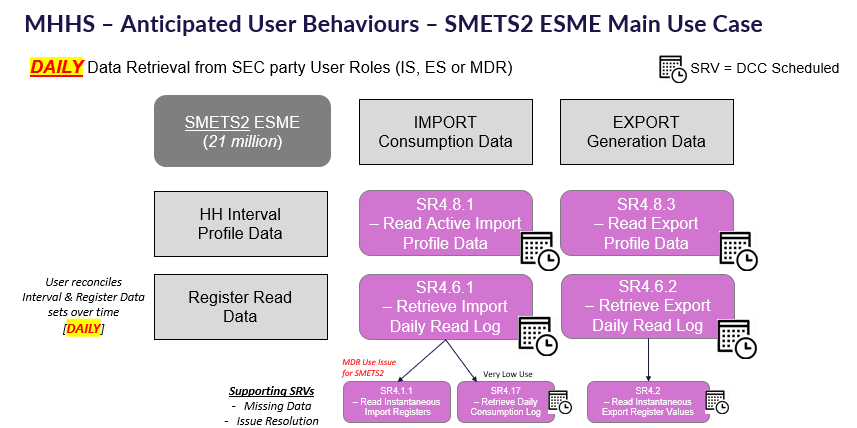 MHHS – Anticipated User Behaviours – SMETS2 ESME Main Use Case
DAILY Data Retrieval from SEC party User Roles (IS, ES or MDR)
SRV = DCC Scheduled
SMETS2 ESME
(21 million)
IMPORT
Consumption Data
EXPORT
Generation Data
HH Interval
Profile Data
SR4.8.1
– Read Active Import
Profile Data
SR4.8.3
– Read Export
Profile Data
User reconciles
Interval & Register Data
sets over time
[DAILY]
Register Read
Data
SR4.6.1
– Retrieve Import
Daily Read Log
SR4.6.2
– Retrieve Export
Daily Read Log
MDR Use Issue
for SMETS2
Very Low Use
Supporting SRVs
- Missing Data
- Issue Resolution
SR4.1.1
– Read Instantaneous
Import Registers
SR4.17
– Retrieve Daily
Consumption Log
SR4.2
– Read Instantaneous
Export Register Values